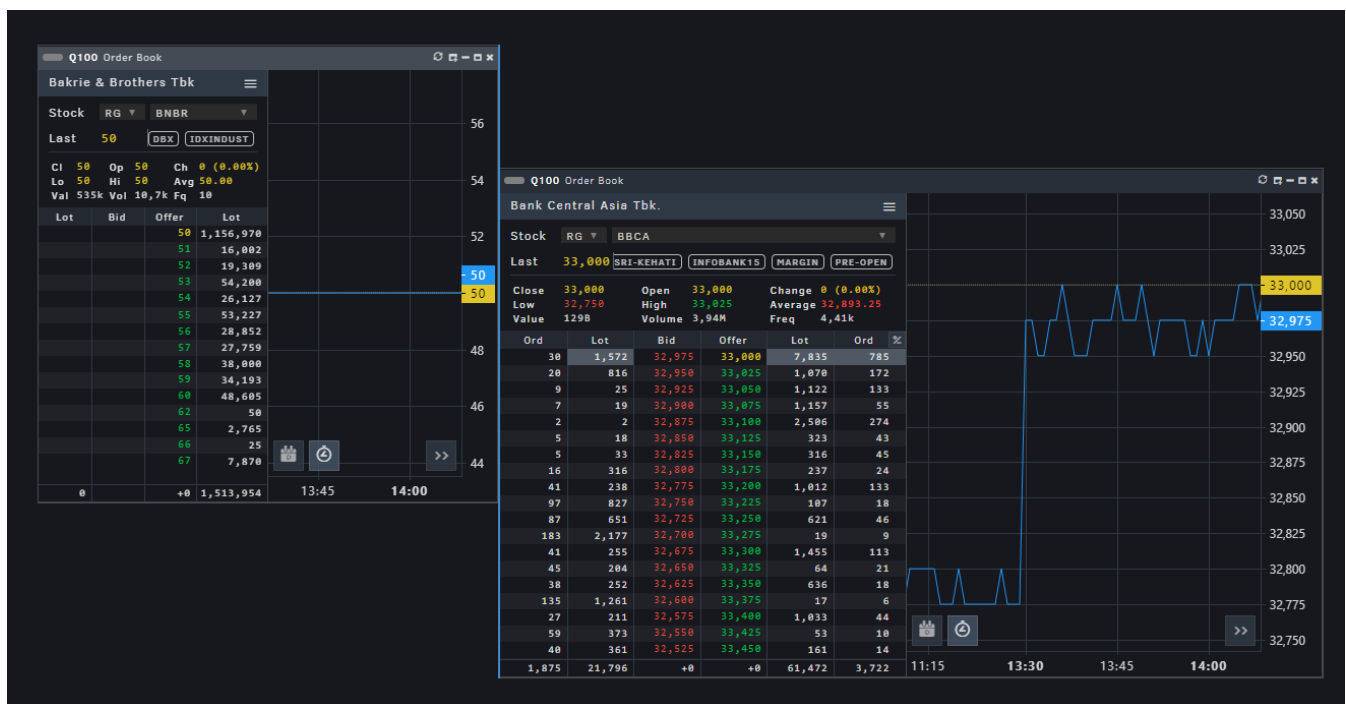 Q100 Order Book
Bakrie & Brothers Tbk
Stock RG BNBR
Last 50 DBX IDXINDUST
Cl 50 Op 50 Ch 0 (0.00%)
Lo 50 Hi 50 Avg 50.00
Val 535k Vol 10,7k Fq 10
Lot Bid Offer Lot
50 1,156,970
51 16,002
52 19,309
53 54,200
54 26,127
55 53,227
56 28,852
57 27,759
58 38,000
59 34,193
60 48,605
62 50
65 2,765
66 25
67 7,870
0 +0 1,513,954
56
54
52
50
50
48
46
44
13:45 14:00
Q100 Order Book
Bank Central Asia Tbk.
Stock RG BBCA
Last 33,000 SRI-KEHATI INFOBANK15 MARGIN PRE-OPEN
Close 33,000 Open 33,000 Change 0 (0.00%)
Low 32,750 High 33,025 Average 32,893.25
Value 129B Volume 3,94M Freq 4,41k
Ord Lot Bid Offer Lot Ord %
30 1,572 32,975 33,000 7,835 785
20 816 32,950 33,025 1,070 172
9 25 32,925 33,050 1,122 133
7 19 32,900 33,075 1,157 55
2 2 32,875 33,100 2,506 274
5 18 32,850 33,125 323 43
5 33 32,825 33,150 316 45
16 316 32,800 33,175 237 24
41 238 32,775 33,200 1,012 133
97 827 32,750 33,225 107 18
87 651 32,725 33,250 621 46
183 2,177 32,700 33,275 19 9
41 255 32,675 33,300 1,455 113
45 204 32,650 33,325 64 21
38 252 32,625 33,350 636 18
135 1,261 32,600 33,375 17 6
27 211 32,575 33,400 1,033 44
59 373 32,550 33,425 53 10
40 361 32,525 33,450 161 14
1,875 21,796 +0 +0 61,472 3,722
33,050
33,025
33,000
32,975
32,950
32,925
32,900
32,875
32,850
32,825
32,800
32,775
32,750
11:15 13:30 13:45 14:00